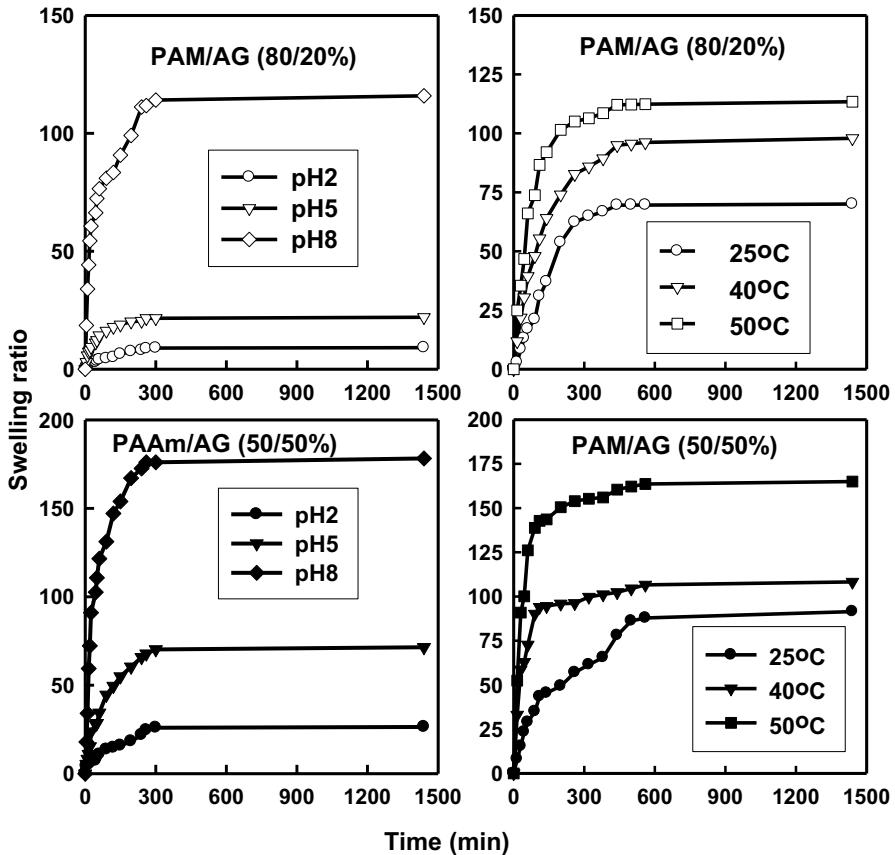 Swelling ratio
PAM/AG (80/20%)
150
100
50
0
pH2
pH5
pH8
0 300 600 900 1200 1500
PAM/AG (80/20%)
150
125
100
75
50
25
0
25oC
40oC
50oC
0 300 600 900 1200 1500
PAAm/AG (50/50%)
200
150
100
50
0
pH2
pH5
pH8
0 300 600 900 1200 1500
PAM/AG (50/50%)
200
175
150
125
100
75
50
25
0
25oC
40oC
50oC
0 300 600 900 1200 1500
Time (min)